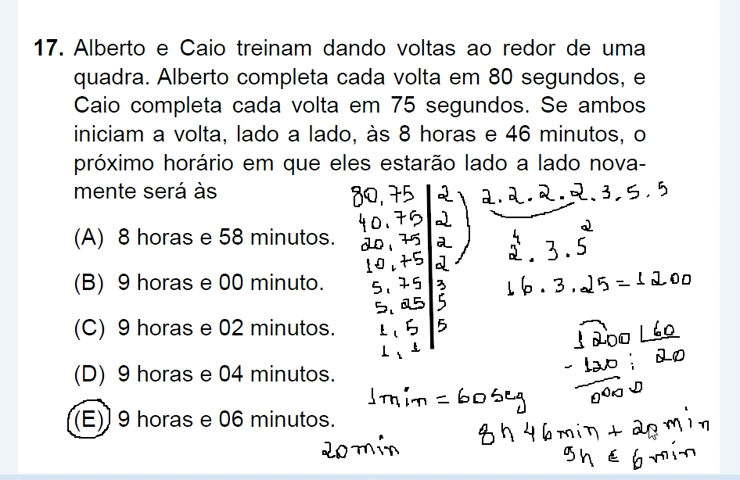 17. Alberto e Caio treinam dando voltas ao redor de uma
quadra. Alberto completa cada volta em 80 segundos, e
Caio completa cada volta em 75 segundos. Se ambos
iniciam a volta, lado a lado, às 8 horas e 46 minutos, o
próximo horário em que eles estarão lado a lado nova-
mente será às
(A) 8 horas e 58 minutos.
(B) 9 horas e 00 minuto.
(C) 9 horas e 02 minutos.
(D) 9 horas e 04 minutos.
(E) 9 horas e 06 minutos.
80, 75 | 2
40, 75 | 2
20, 75 | 2
10, 75 | 2
5, 75 | 3
5, 25 | 5
1, 5 | 5
1, 1
2.2.2.2.3.5.5
2⁴.3.5²
16.3.25=1200
1200 | 60
- 120 : 20
0000
1min = 60seg
20min
8h 46min + 20min
9h e 6min